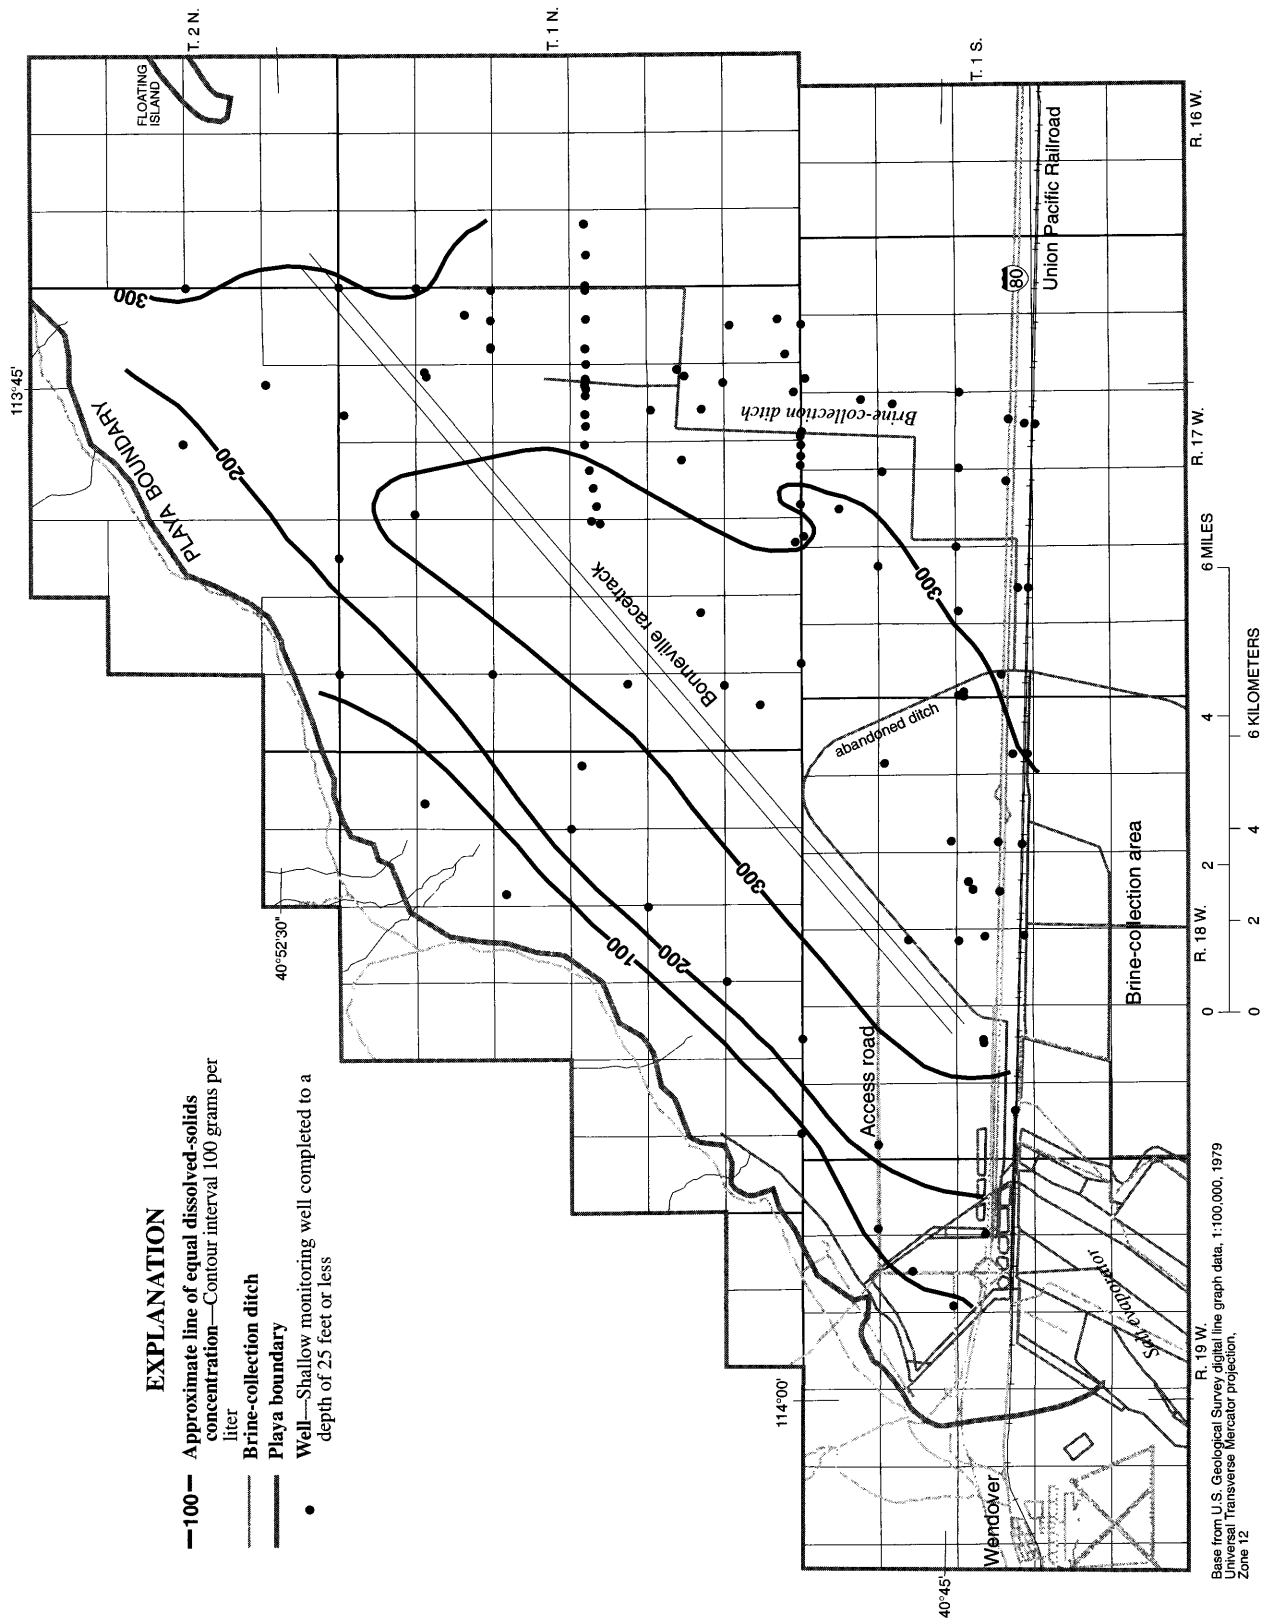 T. 2 N.
T. 1 N.
T. 1 S.
FLOATING
ISLAND
R. 16 W.
Union Pacific Railroad
80
300
113°45'
PLAYA BOUNDARY
200
Brine-collection ditch
R. 17 W.
300
Bonneville racetrack
6 MILES
6 KILOMETERS
abandoned ditch
4
4
2
2
0
0
300
Brine-collection area
R. 18 W.
40°52'30"
100
200
Access road
EXPLANATION
100 Approximate line of equal dissolved-solids
concentration—Contour interval 100 grams per
liter
Brine-collection ditch
Playa boundary
Well—Shallow monitoring well completed to a
depth of 25 feet or less
Salt evaporator
R. 19 W.
114°00'
Wendover
40°45'
Base from U.S. Geological Survey digital line graph data, 1:100,000, 1979
Universal Transverse Mercator projection,
Zone 12